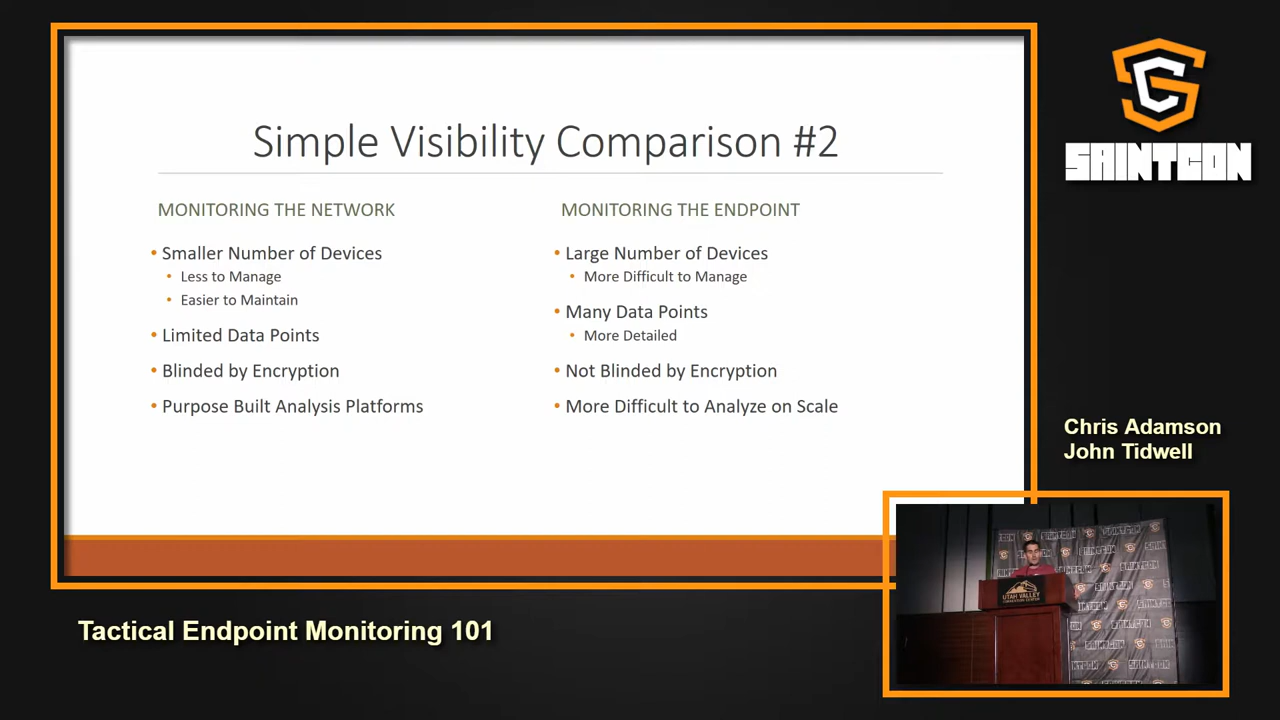 Simple Visibility Comparison #2
MONITORING THE NETWORK
• Smaller Number of Devices
• Less to Manage
• Easier to Maintain
• Limited Data Points
• Blinded by Encryption
• Purpose Built Analysis Platforms
MONITORING THE ENDPOINT
• Large Number of Devices
• More Difficult to Manage
• Many Data Points
• More Detailed
• Not Blinded by Encryption
• More Difficult to Analyze on Scale
SAINTCON
Chris Adamson
John Tidwell
UTAH VALLEY
Tactical Endpoint Monitoring 101